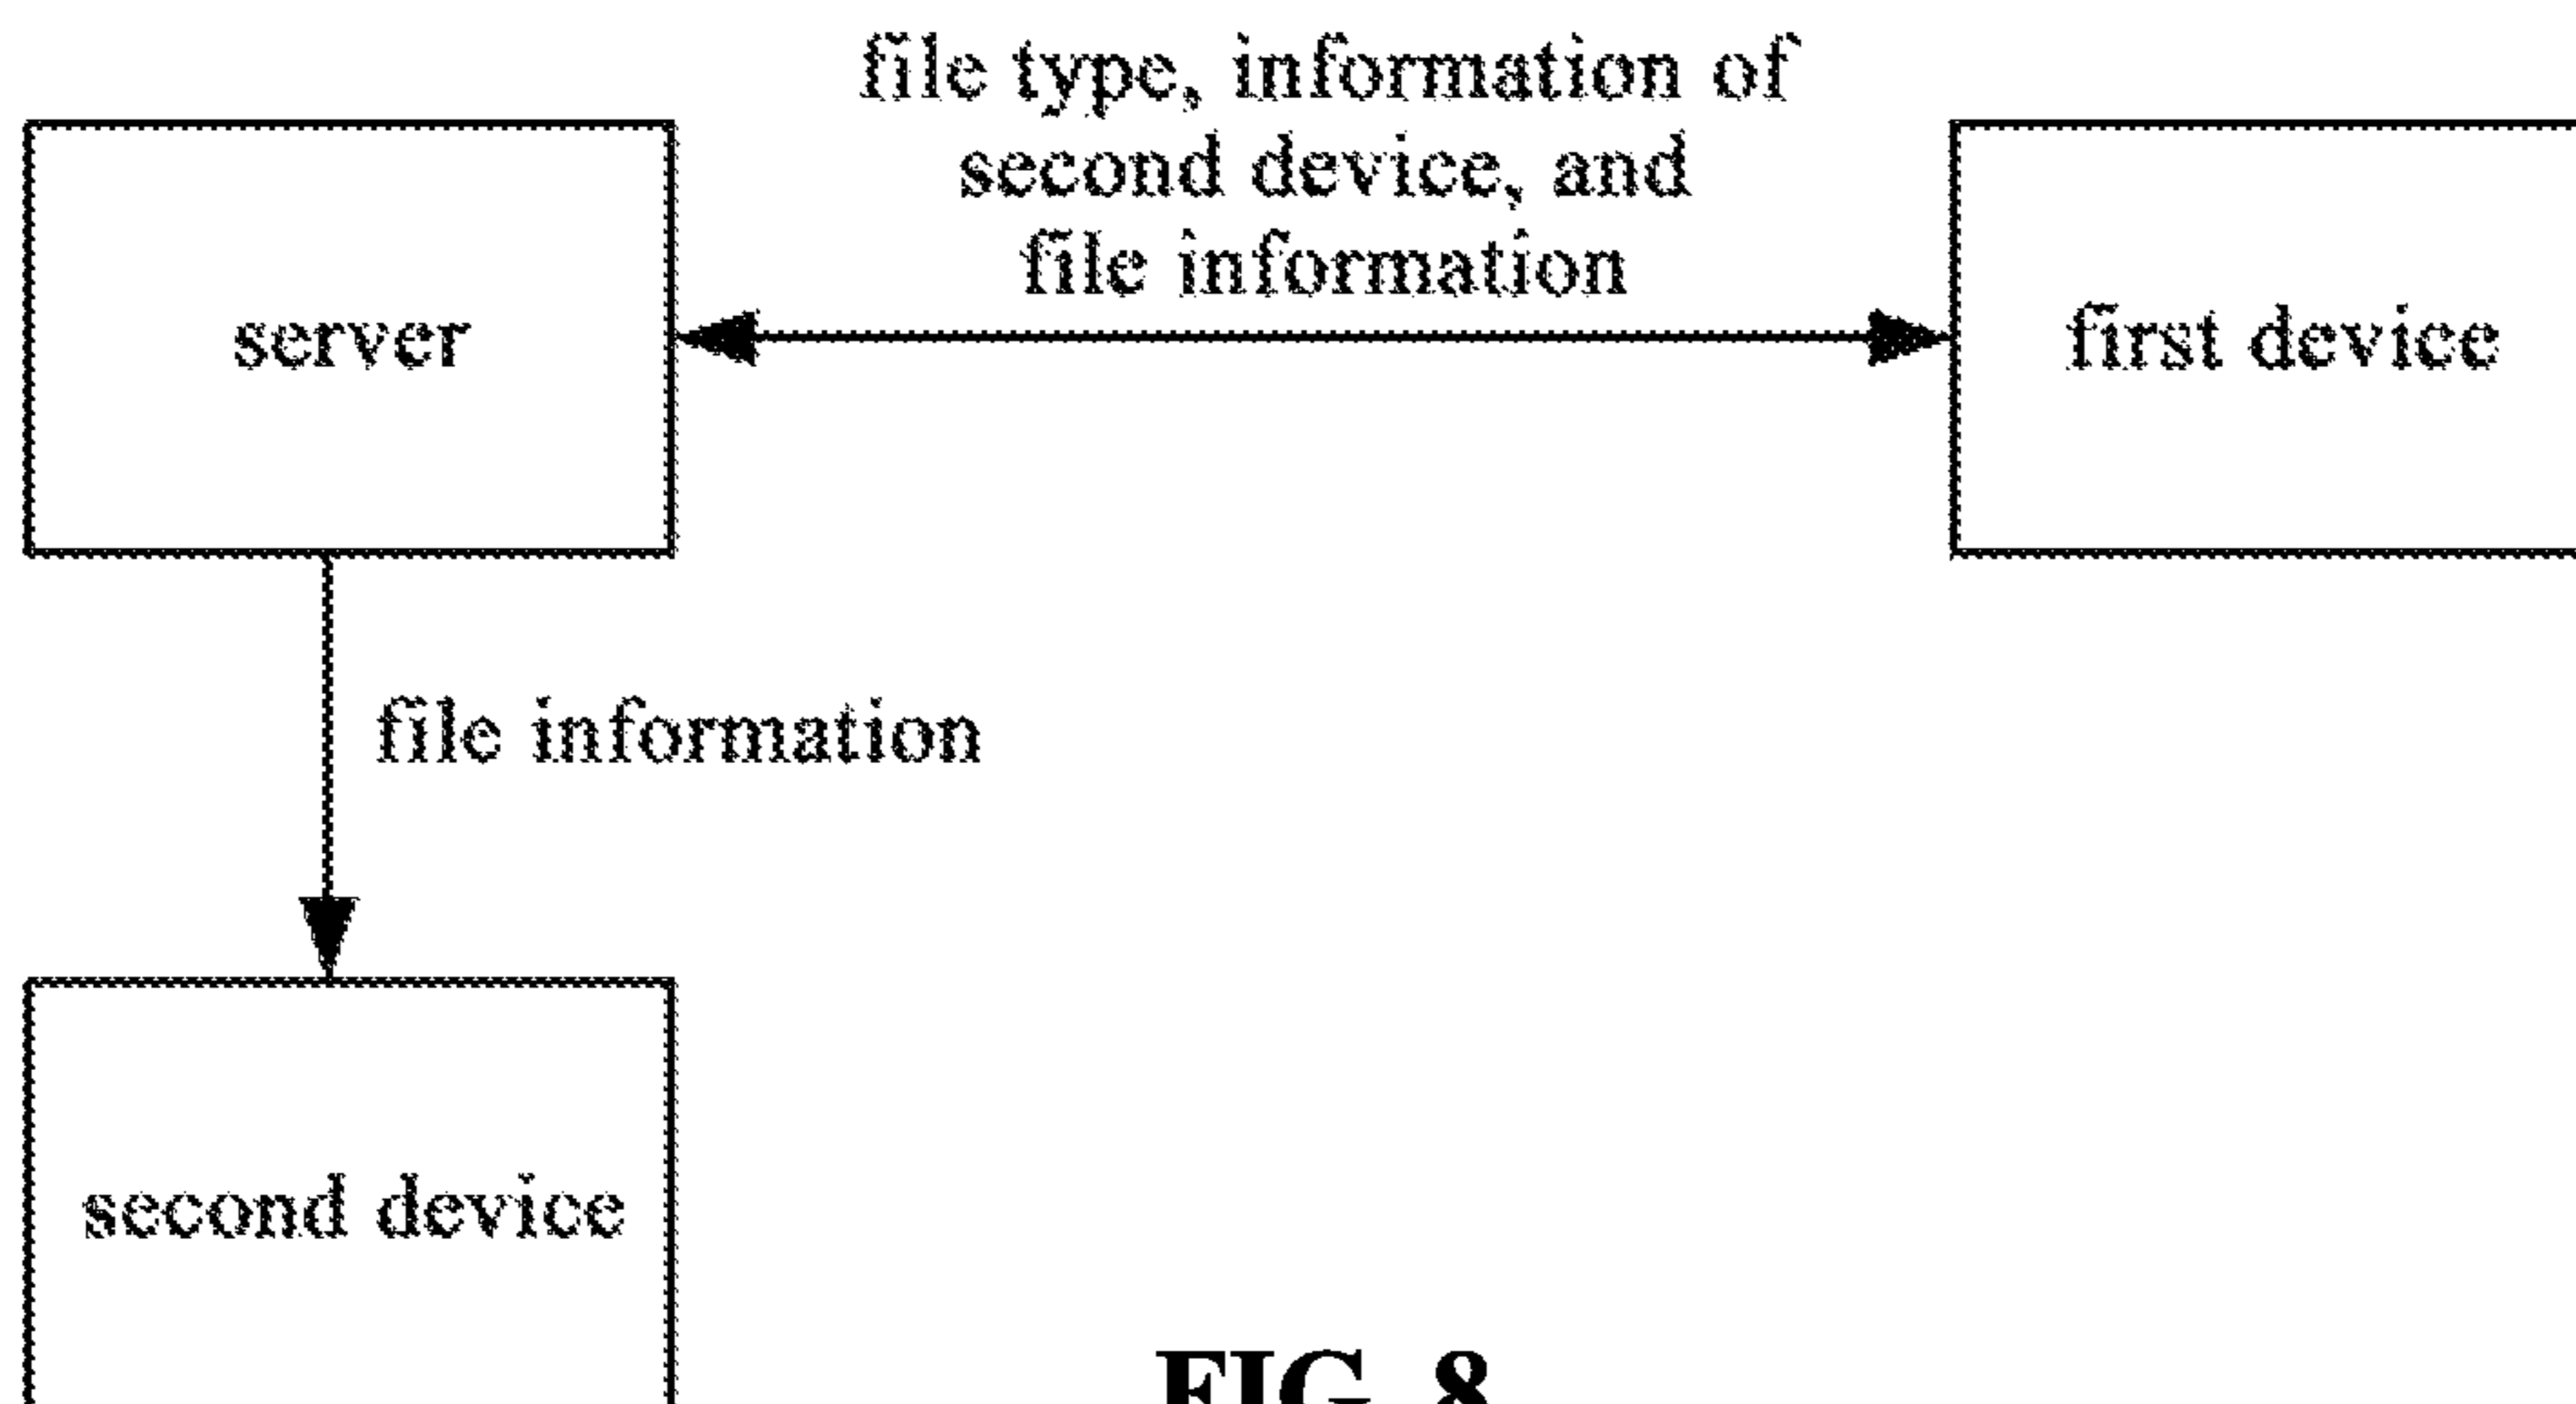 file type, information of
second device, and
file information
server
first device
file information
second device
FIG. 8